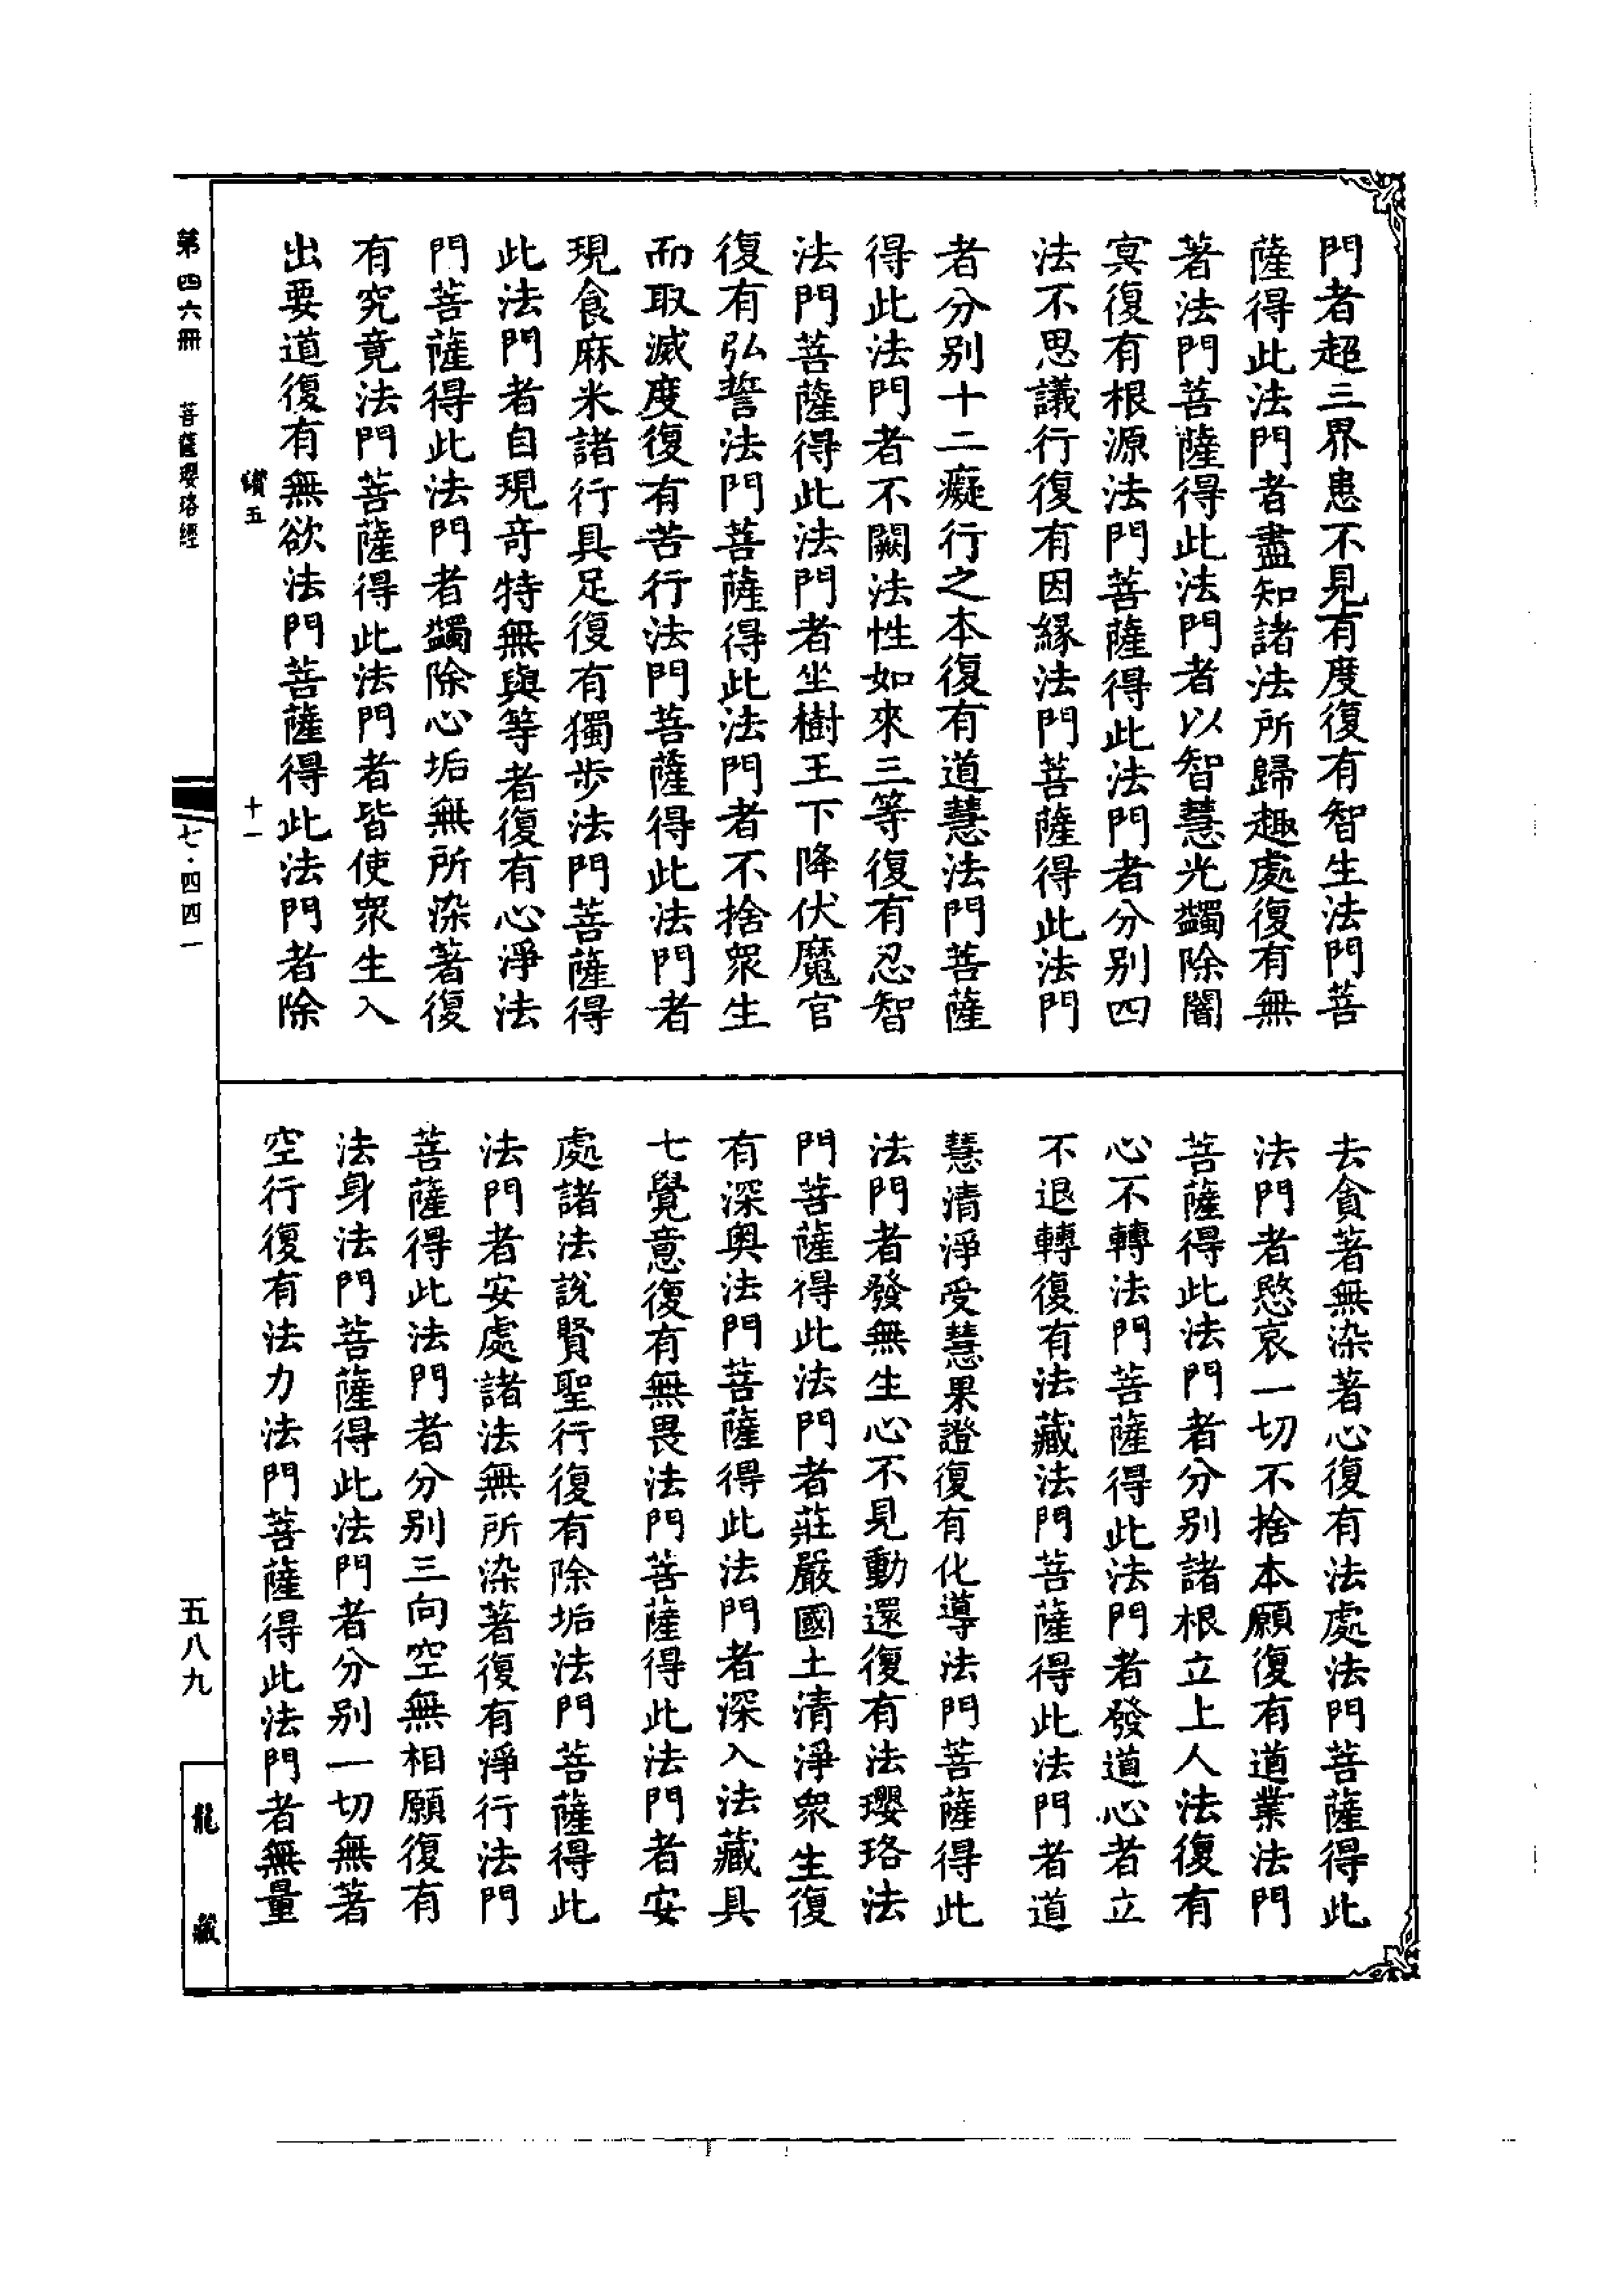 門者超三界患不見有度復有智生法門菩
薩得此法門者盡知諸法所歸趣處復有無
著法門菩薩得此法門者以智慧光蠲除闇
冥復有根源法門菩薩得此法門者分別四
法不思議行復有因緣法門菩薩得此法門
者分別十二癡行之本復有道慧法門菩薩
得此法門者不闕法性如來三等復有忍智
法門菩薩得此法門者坐樹王下降伏魔官
復有弘誓法門菩薩得此法門者不捨衆生
而取滅度復有苦行法門菩薩得此法門者
現食麻米諸行具足復有獨步法門菩薩得
此法門者自現奇特無與等者復有心淨法
門菩薩得此法門者蠲除心垢無所染著復
有究竟法門菩薩得此法門者皆使衆生入
出要道復有無欲法門菩薩得此法門者除
去貪著無染著心復有法處法門菩薩得此
法門者愍哀一切不捨本願復有道業法門
菩薩得此法門者分別諸根立上人法復有
心不轉法門菩薩得此法門者發道心者立
不退轉復有法藏法門菩薩得此法門者道
慧清淨受慧果證復有化導法門菩薩得此
法門者發無生心不見動還復有法瓔珞法
門菩薩得此法門者莊嚴國土清淨衆生復
有深奧法門菩薩得此法門者深入法藏具
七覺意復有無畏法門菩薩得此法門者安
處諸法說賢聖行復有除垢法門菩薩得此
法門者安處諸法無所染著復有淨行法門
菩薩得此法門者分別三向空無相願復有
法身法門菩薩得此法門者分別一切無著
空行復有法力法門菩薩得此法門者無量
五 十一
第四六冊 菩薩瓔珞經 七·四四一 五八九 龍藏